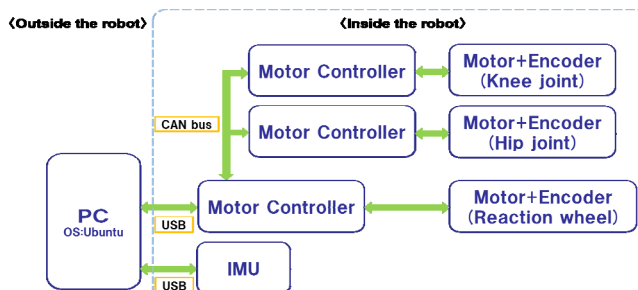 〈Outside the robot〉
〈Inside the robot〉
Motor Controller
Motor+Encoder
(Knee joint)
CAN bus
Motor Controller
Motor+Encoder
(Hip joint)
PC
OS:Ubuntu
USB
Motor Controller
Motor+Encoder
(Reaction wheel)
USB
IMU